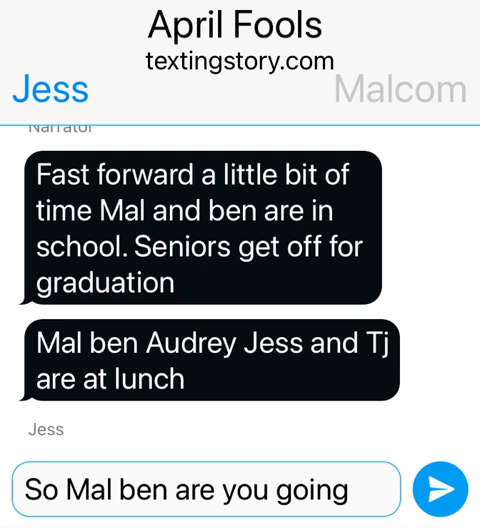 April Fools
textingstory.com
Jess Malcom
Narrator
Fast forward a little bit of
time Mal and ben are in
school. Seniors get off for
graduation
Mal ben Audrey Jess and Tj
are at lunch
Jess
So Mal ben are you going